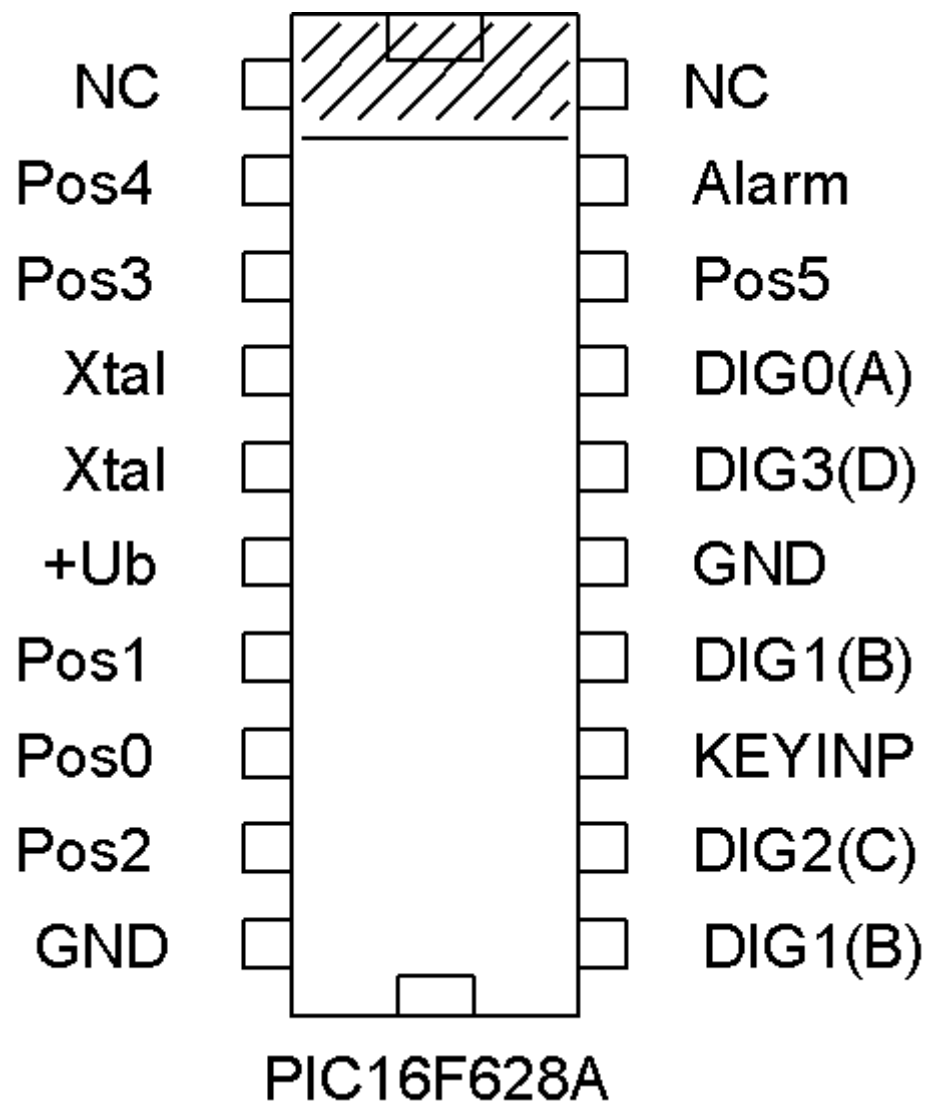 NC NC
Pos4 Alarm
Pos3 Pos5
Xtal DIG0(A)
Xtal DIG3(D)
+Ub GND
Pos1 DIG1(B)
Pos0 KEYINP
Pos2 DIG2(C)
GND DIG1(B)
PIC16F628A